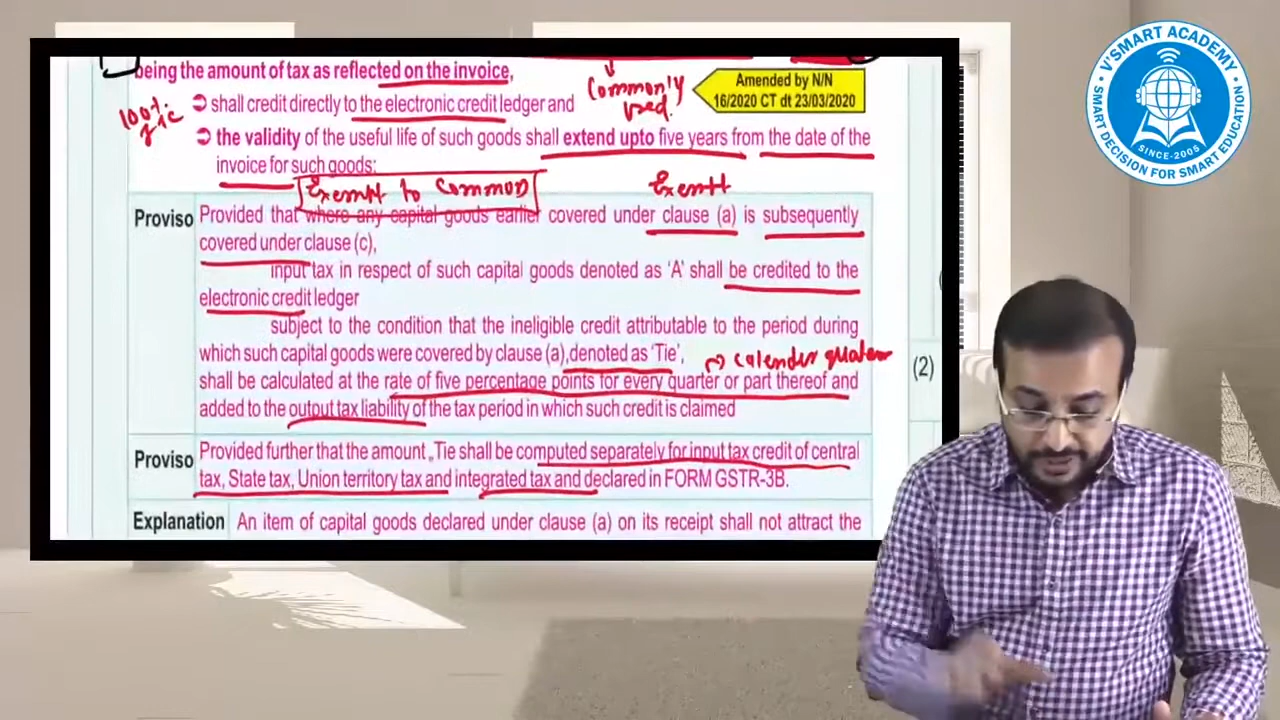 being the amount of tax as reflected on the invoice,
commonly
used
Amended by N/N
16/2020 CT dt 23/03/2020
100%
➲ shall credit directly to the electronic credit ledger and
➲ the validity of the useful life of such goods shall extend upto five years from the date of the
invoice for such goods:
Exempt to common
Exempt
Proviso
Provided that where any capital goods earlier covered under clause (a) is subsequently
covered under clause (c),
input tax in respect of such capital goods denoted as ‘A’ shall be credited to the
electronic credit ledger
subject to the condition that the ineligible credit attributable to the period during
which such capital goods were covered by clause (a),denoted as ‘Tie’,
calender quater
shall be calculated at the rate of five percentage points for every quarter or part thereof and
added to the output tax liability of the tax period in which such credit is claimed
(2)
Proviso
Provided further that the amount „Tie shall be computed separately for input tax credit of central
tax, State tax, Union territory tax and integrated tax and declared in FORM GSTR-3B.
Explanation
An item of capital goods declared under clause (a) on its receipt shall not attract the
V'SMART ACADEMY
SINCE-2005
SMART DECISION FOR SMART EDUCATION